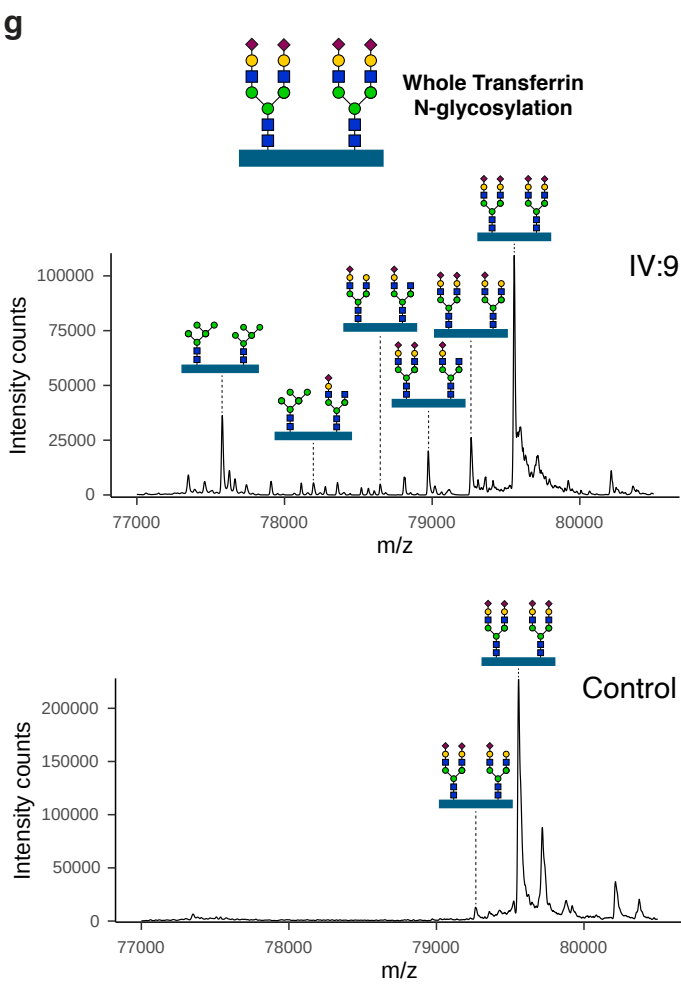 g
Whole Transferrin
N-glycosylation
IV:9
Intensity counts
100000
75000
50000
25000
0
77000 78000 79000 80000
m/z
Control
Intensity counts
200000
150000
100000
50000
0
77000 78000 79000 80000
m/z